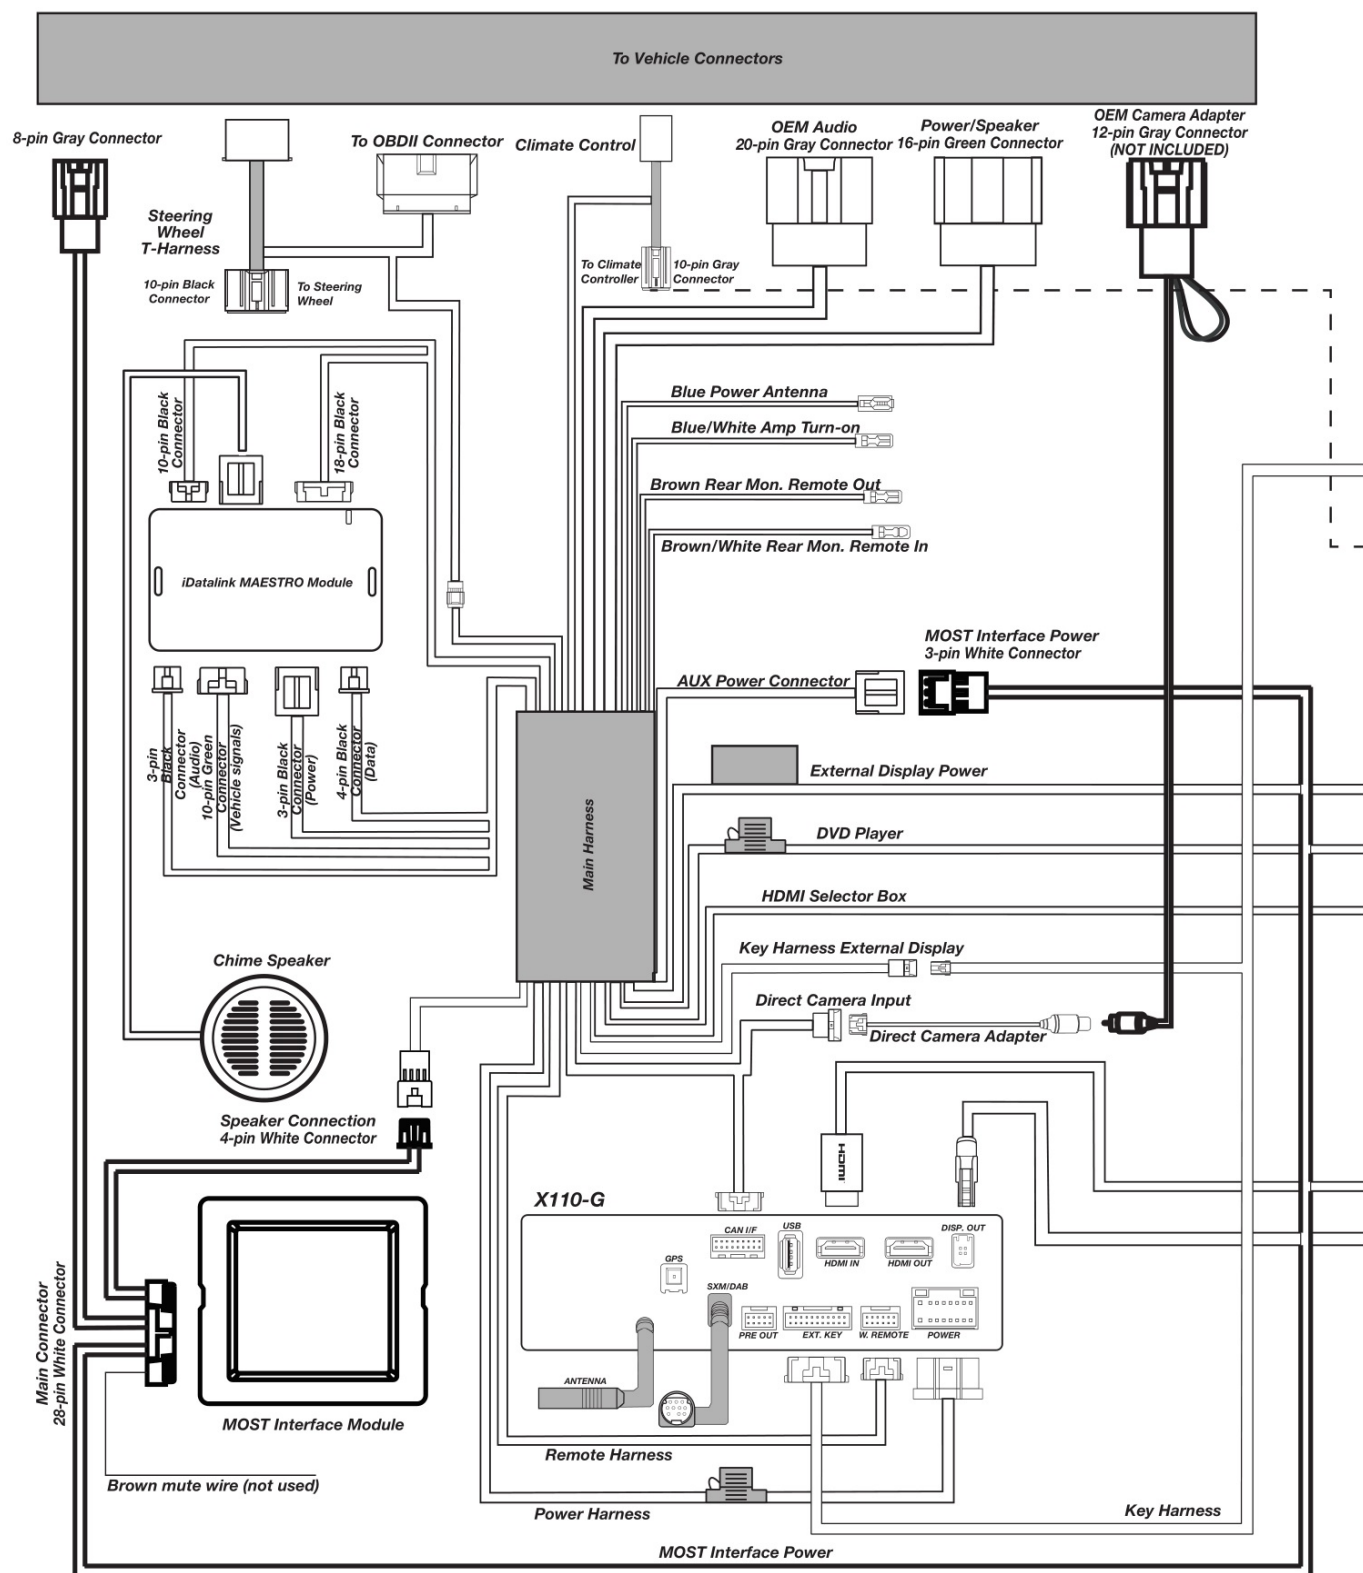 To Vehicle Connectors
8-pin Gray Connector
To OBDII Connector
Climate Control
OEM Audio
20-pin Gray Connector
Power/Speaker
16-pin Green Connector
OEM Camera Adapter
12-pin Gray Connector
(NOT INCLUDED)
Steering
Wheel
T-Harness
10-pin Black
Connector
To Steering
Wheel
To Climate
Controller
10-pin Gray
Connector
10-pin Black
Connector
18-pin Black
Connector
Blue Power Antenna
Blue/White Amp Turn-on
Brown Rear Mon. Remote Out
Brown/White Rear Mon. Remote In
iDatalink MAESTRO Module
MOST Interface Power
3-pin White Connector
AUX Power Connector
3-pin
Black
Connector
(Audio)
10-pin Green
Connector
(Vehicle signals)
3-pin Black
Connector
(Power)
4-pin Black
Connector
(Data)
Main Harness
External Display Power
DVD Player
HDMI Selector Box
Key Harness External Display
Direct Camera Input
Direct Camera Adapter
Chime Speaker
Speaker Connection
4-pin White Connector
HDMI
X110-G
CAN I/F
USB
HDMI IN
HDMI OUT
DISP. OUT
GPS
SXM/DAB
PRE OUT
EXT. KEY
W. REMOTE
POWER
ANTENNA
Main Connector
28-pin White Connector
MOST Interface Module
Remote Harness
Brown mute wire (not used)
Power Harness
Key Harness
MOST Interface Power